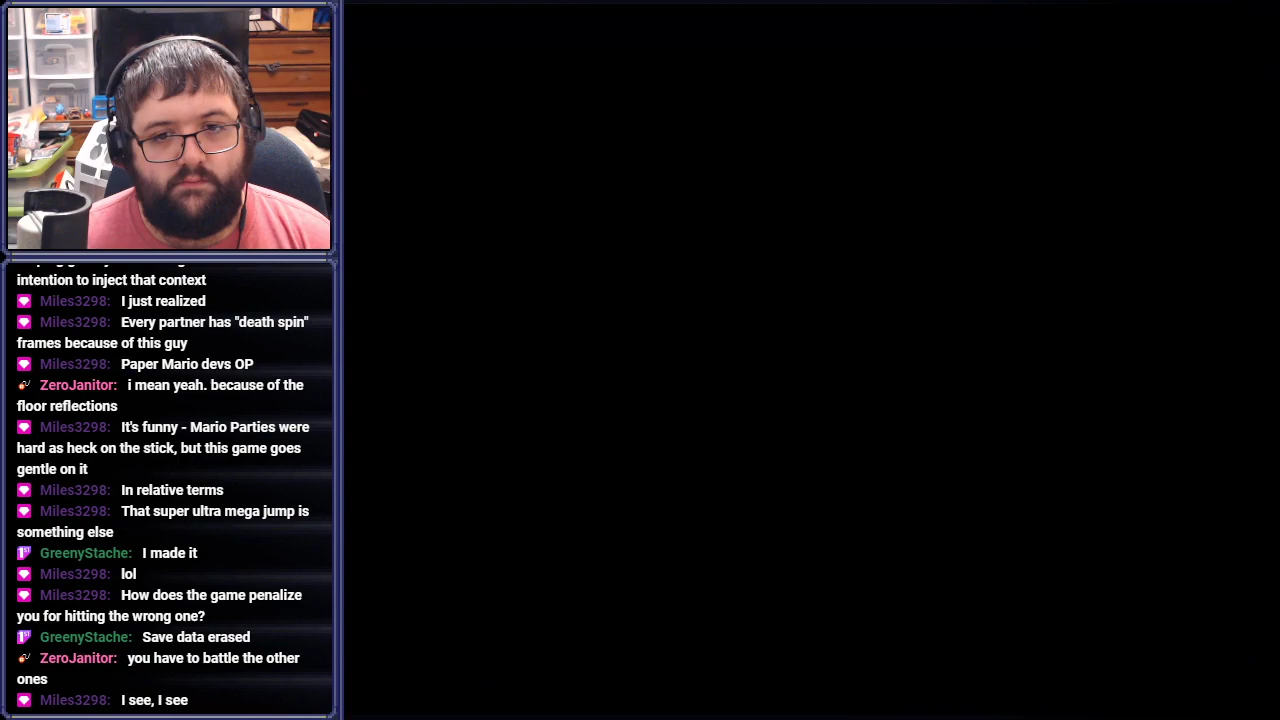 intention to inject that context
Miles3298: I just realized
Miles3298: Every partner has "death spin"
frames because of this guy
Miles3298: Paper Mario devs OP
ZeroJanitor: i mean yeah. because of the
floor reflections
Miles3298: It's funny - Mario Parties were
hard as heck on the stick, but this game goes
gentle on it
Miles3298: In relative terms
Miles3298: That super ultra mega jump is
something else
GreenyStache: I made it
Miles3298: lol
Miles3298: How does the game penalize
you for hitting the wrong one?
GreenyStache: Save data erased
ZeroJanitor: you have to battle the other
ones
Miles3298: I see, I see